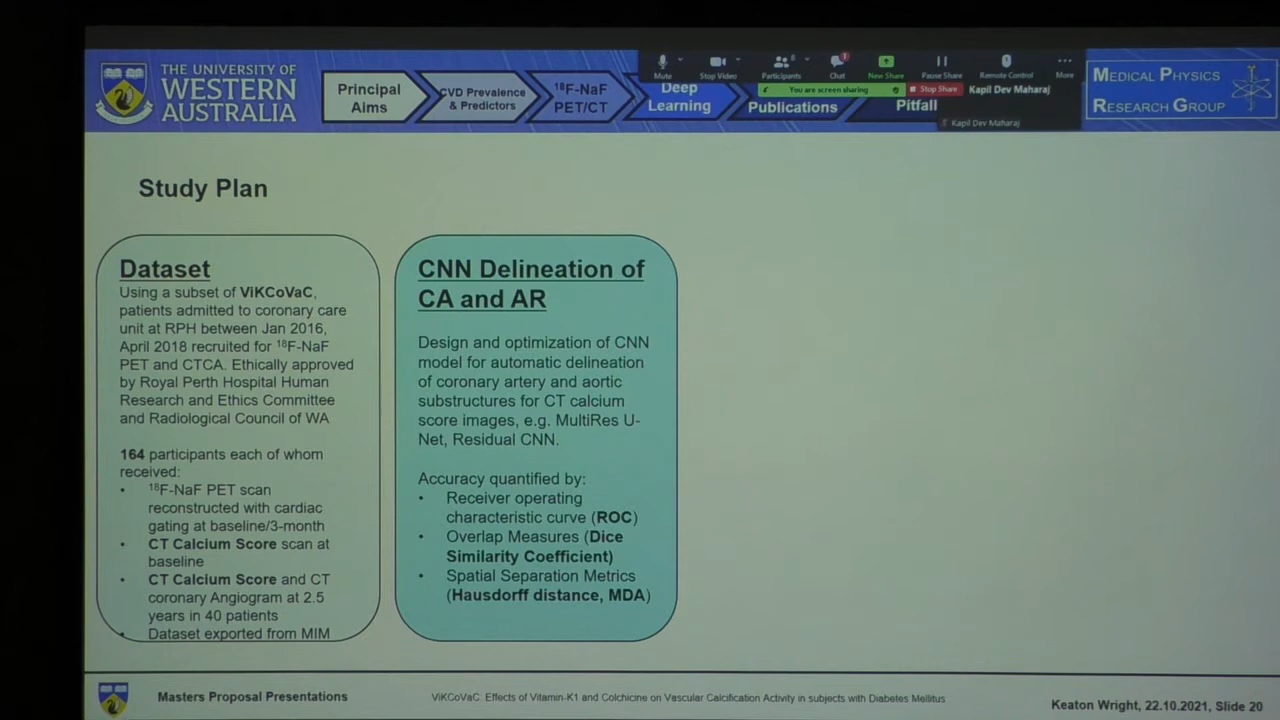 THE UNIVERSITY OF
WESTERN
AUSTRALIA
Principal
Aims
CVD Prevalence
& Predictors
18F-NaF
PET/CT
Deep
Learning
Publications
Pitfall
Mute
Stop Video
Participants
Chat
New Share
Pause Share
Remote Control
More
You are screen sharing
Stop Share
Kapil Dev Maharaj
Kapil Dev Maharaj
MEDICAL PHYSICS
RESEARCH GROUP
Study Plan
Dataset
Using a subset of ViKCoVaC,
patients admitted to coronary care
unit at RPH between Jan 2016,
April 2018 recruited for 18F-NaF
PET and CTCA. Ethically approved
by Royal Perth Hospital Human
Research and Ethics Committee
and Radiological Council of WA
164 participants each of whom
received:
• 18F-NaF PET scan
reconstructed with cardiac
gating at baseline/3-month
• CT Calcium Score scan at
baseline
• CT Calcium Score and CT
coronary Angiogram at 2.5
years in 40 patients
• Dataset exported from MIM
CNN Delineation of
CA and AR
Design and optimization of CNN
model for automatic delineation
of coronary artery and aortic
substructures for CT calcium
score images, e.g. MultiRes U-
Net, Residual CNN.
Accuracy quantified by:
• Receiver operating
characteristic curve (ROC)
• Overlap Measures (Dice
Similarity Coefficient)
• Spatial Separation Metrics
(Hausdorff distance, MDA)
Masters Proposal Presentations
ViKCoVaC: Effects of Vitamin-K1 and Colchicine on Vascular Calcification Activity in subjects with Diabetes Mellitus
Keaton Wright, 22.10.2021, Slide 20